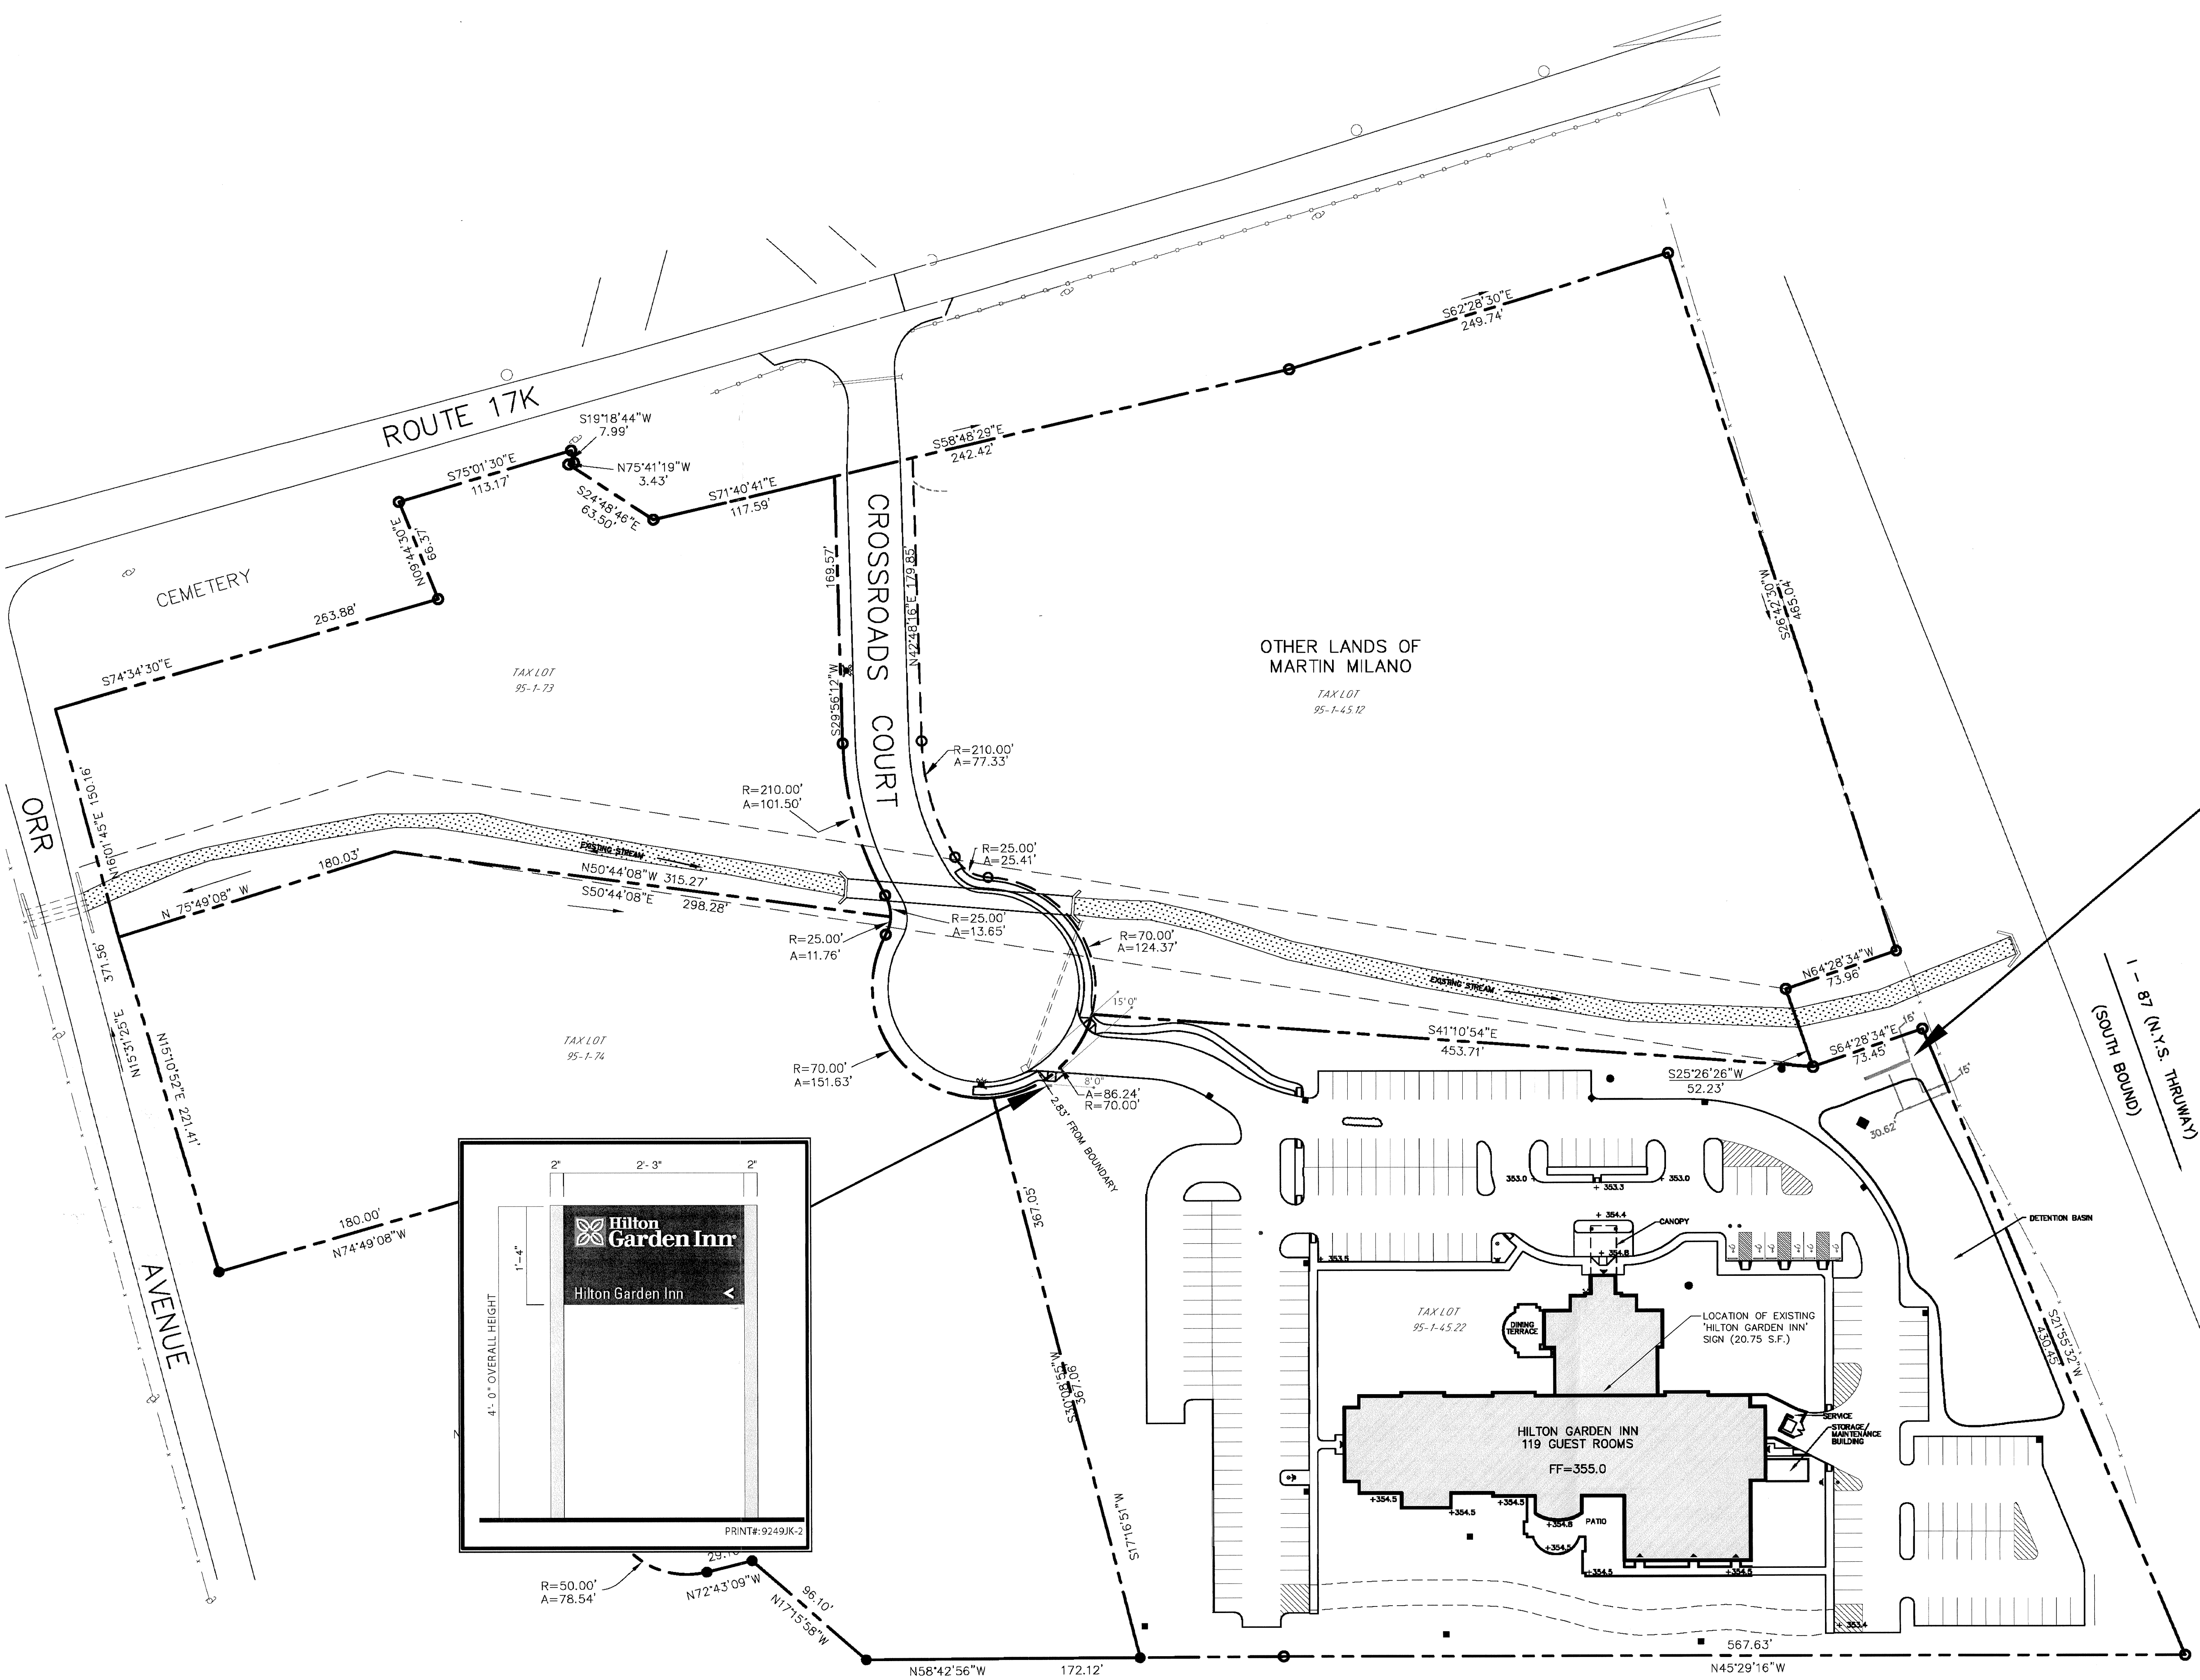 ROUTE 17K
S19°18'44"W
7.99'
N75°41'19"W
3.43'
S75°01'30"E
113.17'
S24°48'46"E
63.50'
S71°40'41"E
117.59'
S58°48'29"E
242.42'
S62°28'30"E
249.74'
N09°44'30"E
66.37'
CEMETERY
263.88'
S74°34'30"E
TAX LOT
95-1-73
169.57'
S29°56'12"W
CROSSROADS COURT
N42°48'16"E 179.85'
OTHER LANDS OF
MARTIN MILANO
TAX LOT
95-1-45.12
S26°42'30"W
465.04'
R=210.00'
A=77.33'
R=210.00'
A=101.50'
ORR
AVENUE
N16°01'45"E 150.16'
180.03'
N 75°49'08" W
EXISTING STREAM
N50°44'08"W 315.27'
S50°44'08"E 298.28'
R=25.00'
A=25.41'
R=25.00'
A=13.65'
R=25.00'
A=11.76'
R=70.00'
A=124.37'
EXISTING STREAM
N64°28'34"W
73.96'
S64°28'34"E
73.45'
15'
15'
30.62'
S25°26'26"W
52.23'
S41°10'54"E
453.71'
15'0"
8'0"
371.56'
N15°31'25"E
N15°10'52"E 221.41'
TAX LOT
95-1-74
R=70.00'
A=151.63'
A=86.24'
R=70.00'
2.83' FROM BOUNDARY
I - 87 (N.Y.S. THRUWAY)
(SOUTH BOUND)
180.00'
N74°49'08"W
2"
2'-3"
2"
Hilton
Garden Inn
Hilton Garden Inn <
1'-4"
4'-0" OVERALL HEIGHT
PRINT#: 9249JK-2
367.05'
S30°08'55"W
367.06
S17°16'51"W
353.0
353.3
353.0
354.4
CANOPY
354.8
353.5
DETENTION BASIN
TAX LOT
95-1-45.22
DINING
TERRACE
LOCATION OF EXISTING
'HILTON GARDEN INN'
SIGN (20.75 S.F.)
S21°55'32"W
430.45'
HILTON GARDEN INN
119 GUEST ROOMS
FF=355.0
SERVICE
STORAGE/
MAINTENANCE
BUILDING
+354.5
+354.5
+354.5
+354.8
PATIO
+354.5
+354.5
+354.5
+ 353.4
R=50.00'
A=78.54'
N72°43'09"W
96.10'
N17°15'58"W
N58°42'56"W 172.12'
567.63'
N45°29'16"W